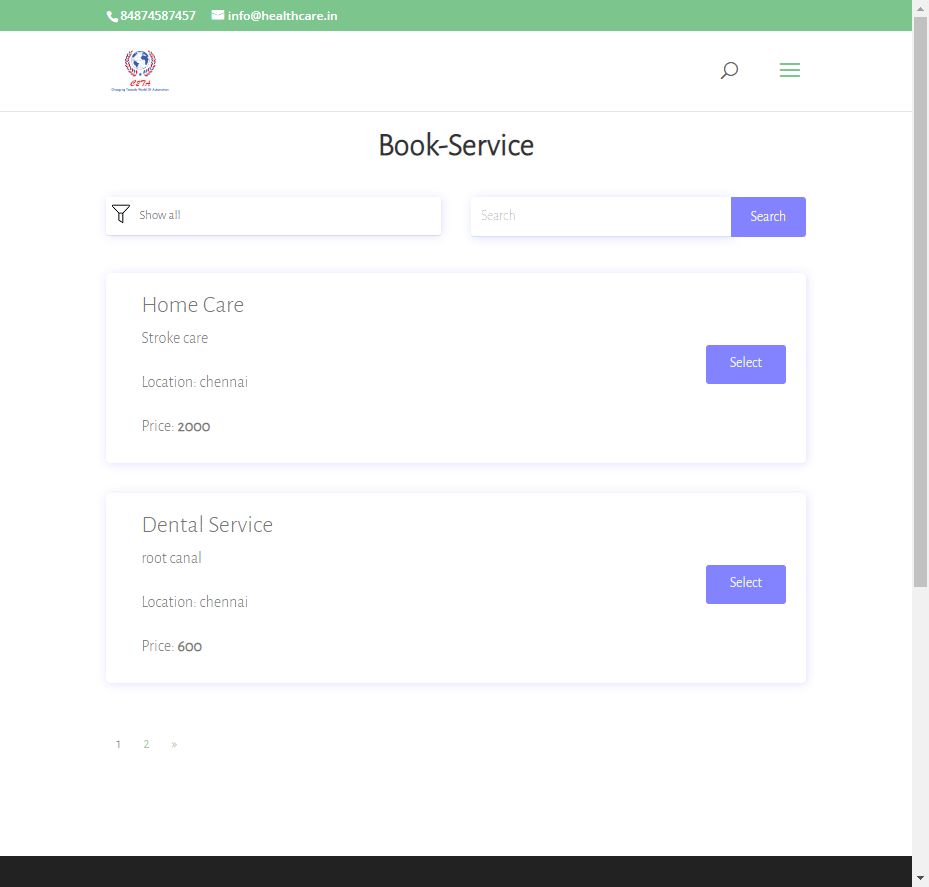 84874587457 info@healthcare.in
CETA
Changing Towards World Of Automation
Book-Service
Show all
Search Search
Home Care
Stroke care
Location: chennai
Price: 2000
Select
Dental Service
root canal
Location: chennai
Price: 600
Select
1 2 »